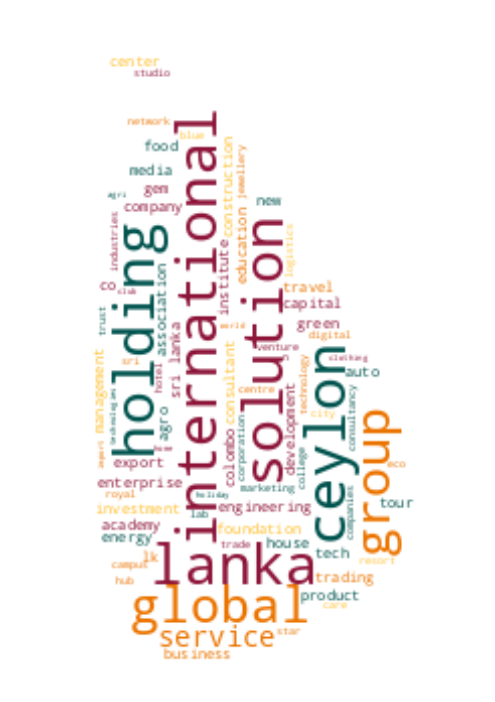 center
studio
network
blue
food
media
agri
gem
company
international
construction
jewellery
education
new
industries
holding
solution
logistics
institute
association
co
club
travel
capital
trust
world
green
digital
sri lanka
venture
n
clothing
sri
hotel
auto
management
technologies
consultant
centre
technology
ceylon
consultancy
city
group
agro
colombo
corporation
development
college
home
import
export
eco
enterprise
marketing
royal
holiday
companies
tour
investment
lab
engineering
academy
foundation
energy
trade
house
tech
lk
lanka
resort
campus
hub
trading
global
product
care
service
star
business